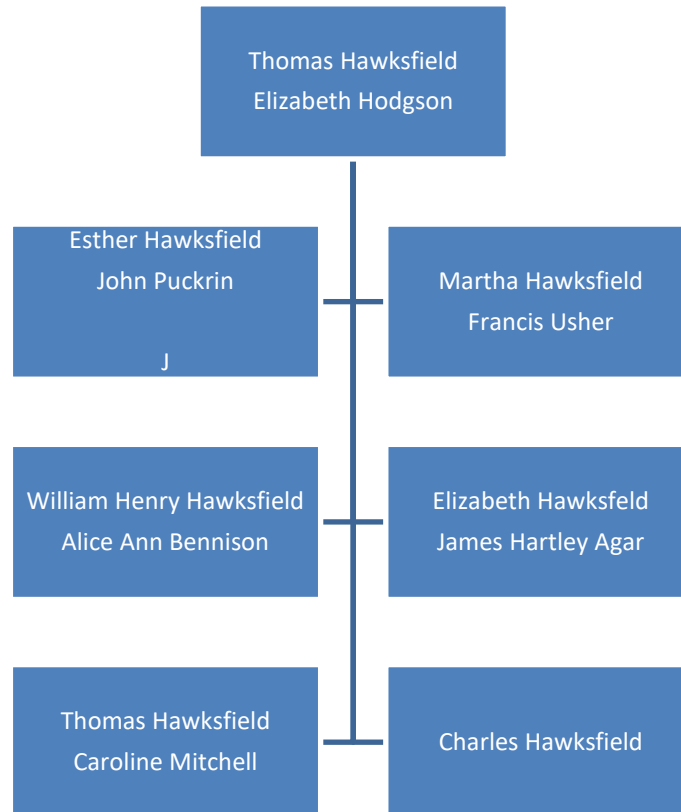 Thomas Hawksfield
Elizabeth Hodgson
Esther Hawksfield
John Puckrin
J
Martha Hawksfield
Francis Usher
William Henry Hawksfield
Alice Ann Bennison
Elizabeth Hawksfeld
James Hartley Agar
Thomas Hawksfield
Caroline Mitchell
Charles Hawksfield